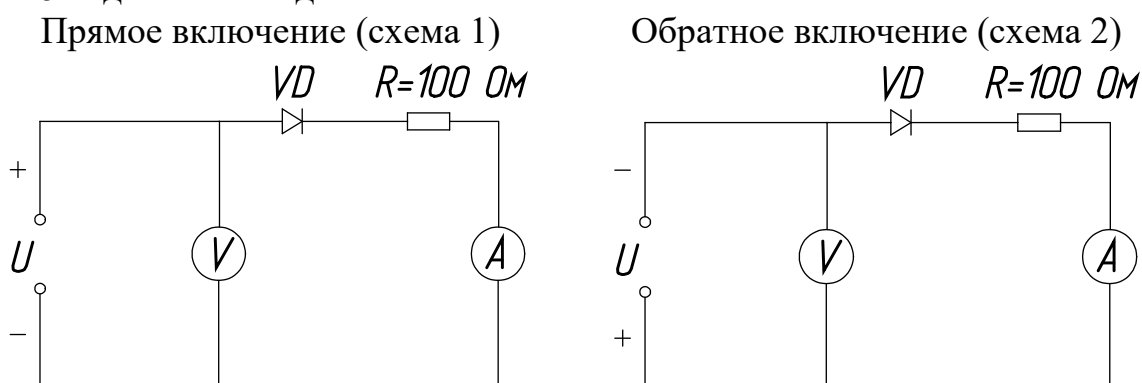 Прямое включение (схема 1)
Обратное включение (схема 2)
VD R=100 Ом
VD R=100 Ом
+
–
U
V
A
U
V
A
–
+